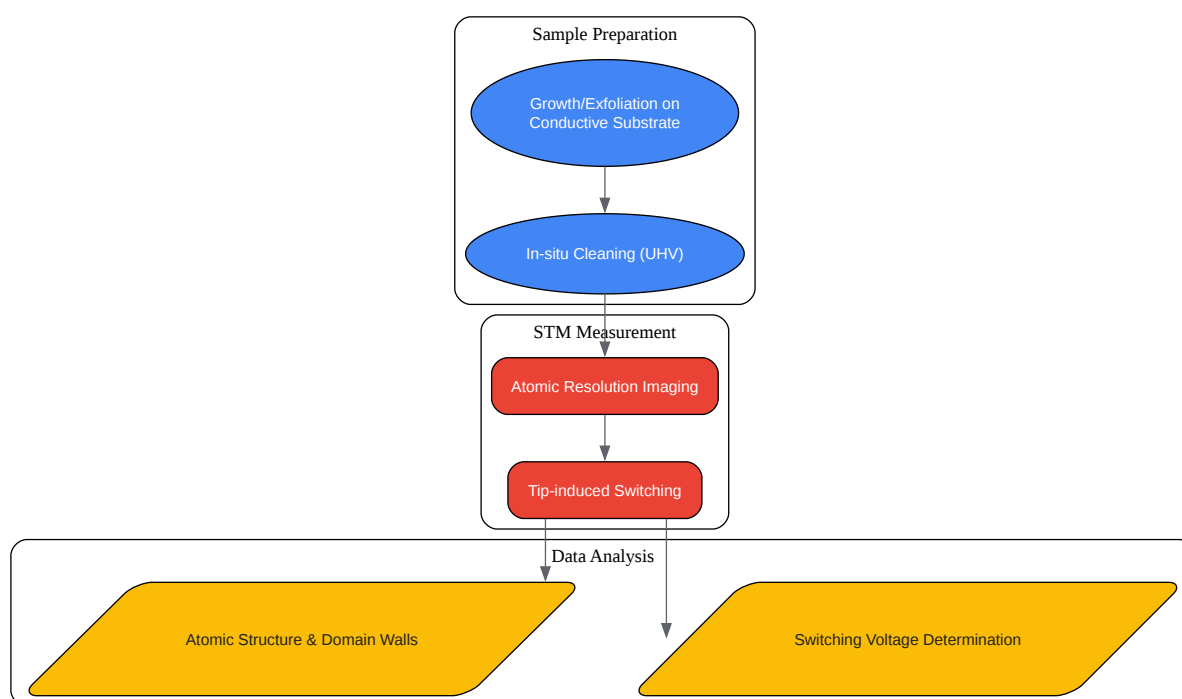 Sample Preparation
Growth/Exfoliation on
Conductive Substrate
In-situ Cleaning (UHV)
STM Measurement
Atomic Resolution Imaging
Tip-induced Switching
Data Analysis
Atomic Structure & Domain Walls
Switching Voltage Determination